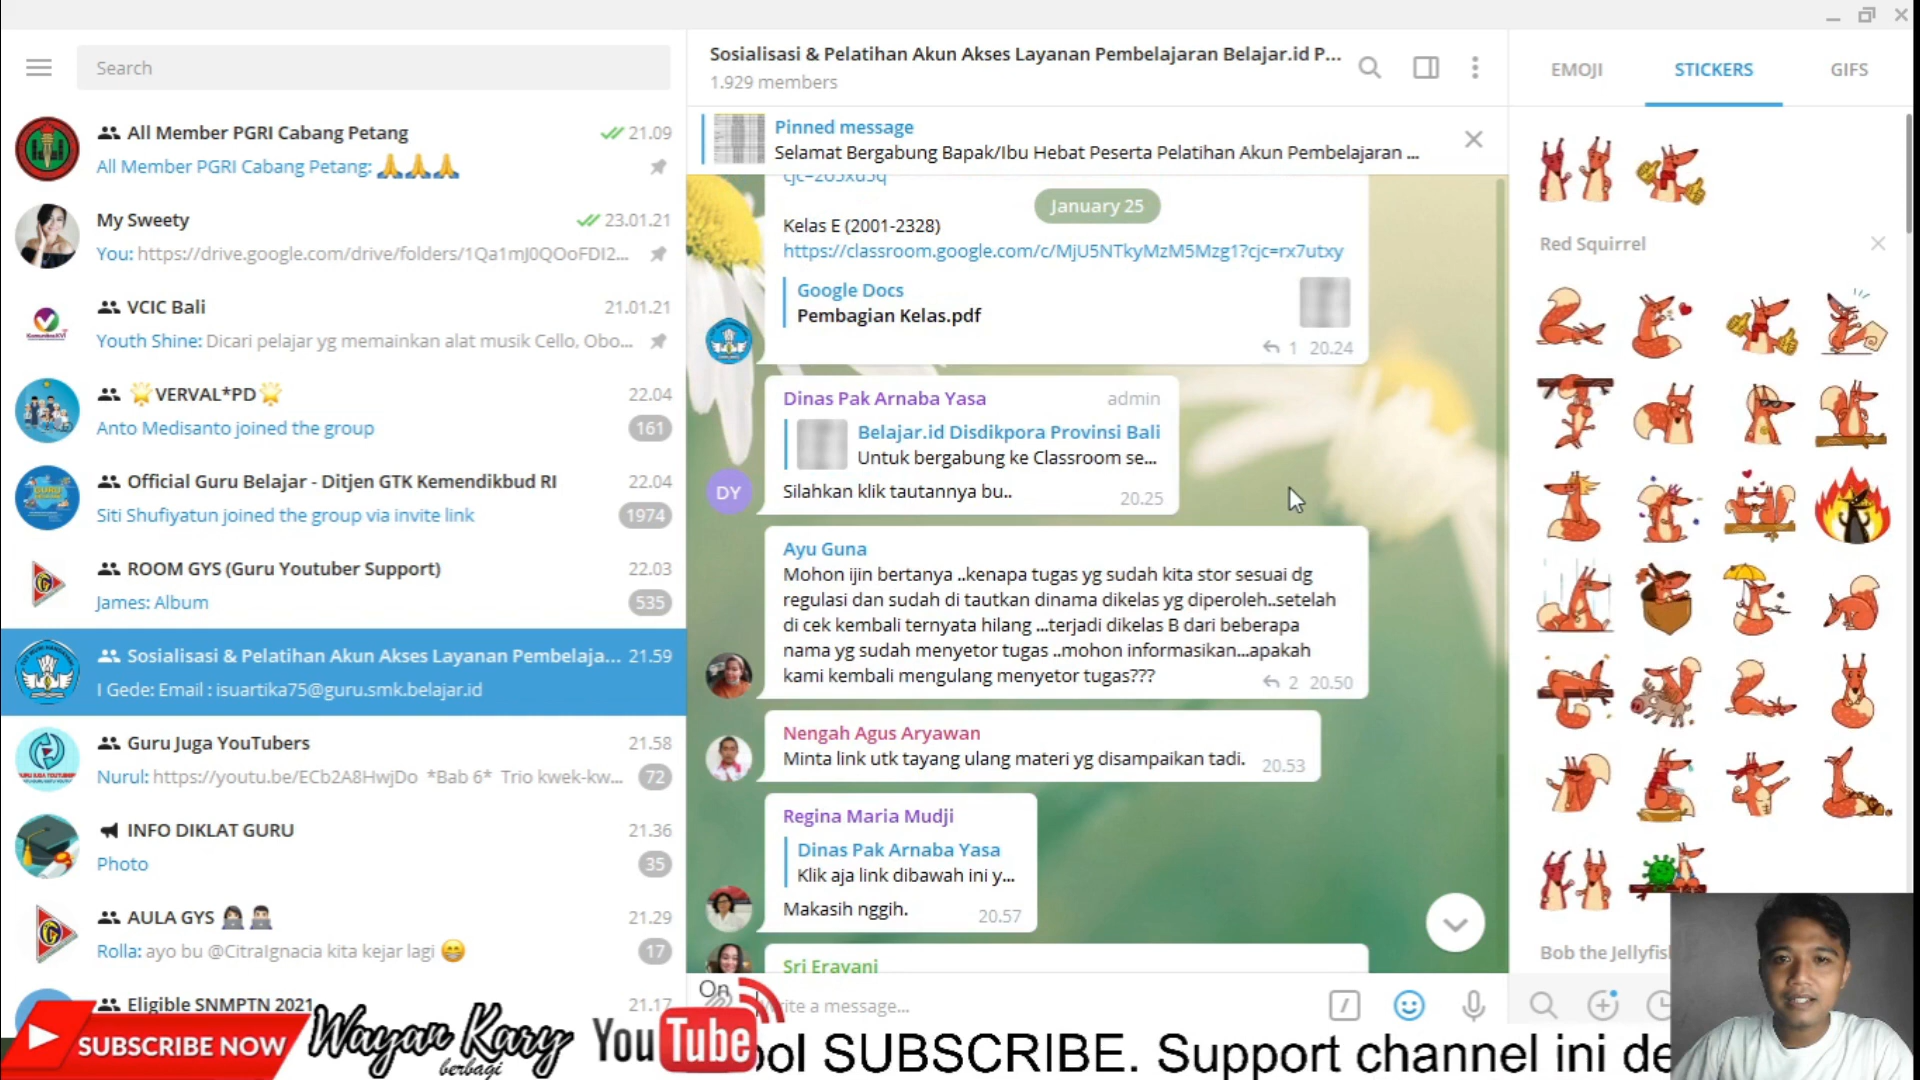 Search
All Member PGRI Cabang Petang
21.09
All Member PGRI Cabang Petang:
My Sweety
23.01.21
You: https://drive.google.com/drive/folders/1Qa1mJ0QOoFDI2...
VCIC Bali
21.01.21
Youth Shine: Dicari pelajar yg memainkan alat musik Cello, Obo...
VERVAL*PD
22.04
Anto Medisanto joined the group
161
Official Guru Belajar - Ditjen GTK Kemendikbud RI
22.04
Siti Shufiyatun joined the group via invite link
1974
ROOM GYS (Guru Youtuber Support)
22.03
James: Album
535
Sosialisasi & Pelatihan Akun Akses Layanan Pembelaja...
21.59
I Gede: Email : isuartika75@guru.smk.belajar.id
Guru Juga YouTubers
21.58
Nurul: https://youtu.be/ECb2A8HwjDo *Bab 6* Trio kwek-kw...
72
INFO DIKLAT GURU
21.36
Photo
35
AULA GYS
21.29
Rolla: ayo bu @CitraIgnacia kita kejar lagi
17
Eligible SNMPTN 2021
21.17
Sosialisasi & Pelatihan Akun Akses Layanan Pembelajaran Belajar.id P...
1.929 members
Pinned message
Selamat Bergabung Bapak/Ibu Hebat Peserta Pelatihan Akun Pembelajaran ...
January 25
Kelas E (2001-2328)
https://classroom.google.com/c/MjU5NTkyMzM5Mzg1?cjc=rx7utxy
Google Docs
Pembagian Kelas.pdf
1 20.24
Dinas Pak Arnaba Yasa
admin
Belajar.id Disdikpora Provinsi Bali
Untuk bergabung ke Classroom se...
DY
Silahkan klik tautannya bu..
20.25
Ayu Guna
Mohon ijin bertanya ..kenapa tugas yg sudah kita stor sesuai dg
regulasi dan sudah di tautkan dinama dikelas yg diperoleh..setelah
di cek kembali ternyata hilang ...terjadi dikelas B dari beberapa
nama yg sudah menyetor tugas ..mohon informasikan...apakah
kami kembali mengulang menyetor tugas???
2 20.50
Nengah Agus Aryawan
Minta link utk tayang ulang materi yg disampaikan tadi.
20.53
Regina Maria Mudji
Dinas Pak Arnaba Yasa
Klik aja link dibawah ini y...
Makasih nggih.
20.57
Sri Erayani
On
Write a message...
EMOJI
STICKERS
GIFS
Red Squirrel
Bob the Jellyfis
SUBSCRIBE NOW
Wayan Kary
berbagi
YouTube
ol SUBSCRIBE. Support channel ini de